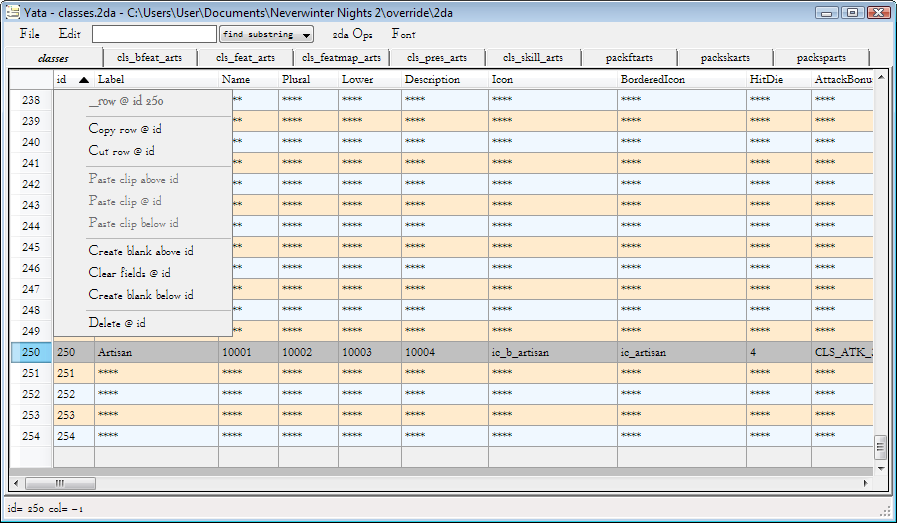 Yata - classes.2da - C:\Users\User\Documents\Neverwinter Nights 2\override\2da
File Edit find substring 2da Ops Font
classes cls_bfeat_arts cls_feat_arts cls_featmap_arts cls_pres_arts cls_skill_arts packftarts packskarts packsparts
id Label Name Plural Lower Description Icon BorderedIcon HitDie AttackBonu
238 **** **** **** **** **** **** **** ****
239 **** **** **** **** **** **** **** ****
240 **** **** **** **** **** **** **** ****
241 **** **** **** **** **** **** **** ****
242 **** **** **** **** **** **** **** ****
243 **** **** **** **** **** **** **** ****
244 **** **** **** **** **** **** **** ****
245 **** **** **** **** **** **** **** ****
246 **** **** **** **** **** **** **** ****
247 **** **** **** **** **** **** **** ****
248 **** **** **** **** **** **** **** ****
249 **** **** **** **** **** **** **** ****
_row @ id 250
Copy row @ id
Cut row @ id
Paste clip above id
Paste clip @ id
Paste clip below id
Create blank above id
Clear fields @ id
Create blank below id
Delete @ id
250 250 Artisan 10001 10002 10003 10004 ic_b_artisan ic_artisan 4 CLS_ATK_
251 251 **** **** **** **** **** **** **** **** ****
252 252 **** **** **** **** **** **** **** **** ****
253 253 **** **** **** **** **** **** **** **** ****
254 254 **** **** **** **** **** **** **** **** ****
id= 250 col= -1